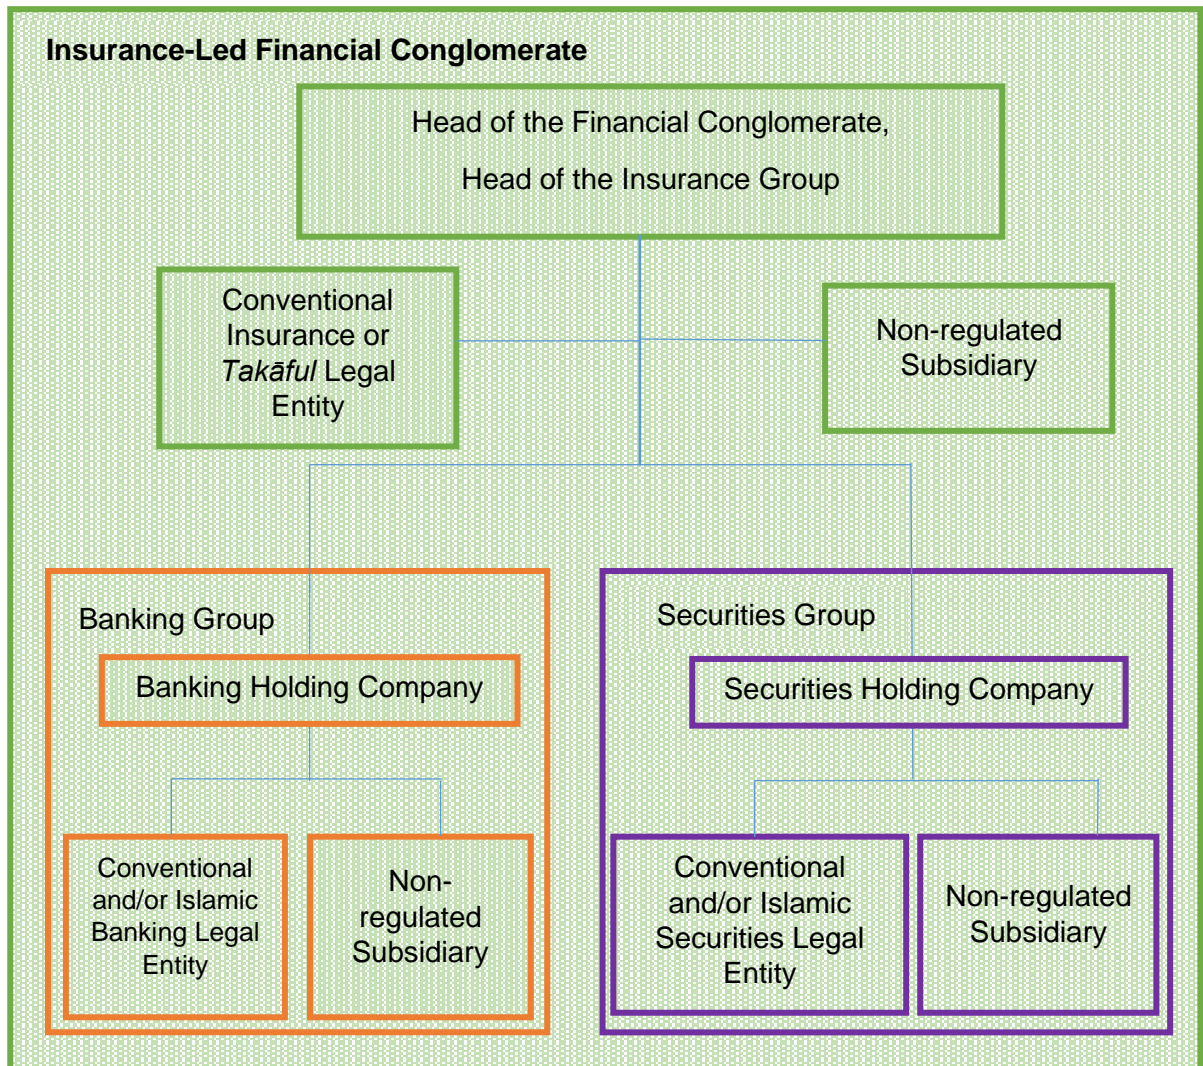 Insurance-Led Financial Conglomerate
Head of the Financial Conglomerate,
Head of the Insurance Group
Conventional
Insurance or
Takāful Legal
Entity
Non-regulated
Subsidiary
Banking Group
Banking Holding Company
Conventional
and/or Islamic
Banking Legal
Entity
Non-
regulated
Subsidiary
Securities Group
Securities Holding Company
Conventional
and/or Islamic
Securities Legal
Entity
Non-regulated
Subsidiary